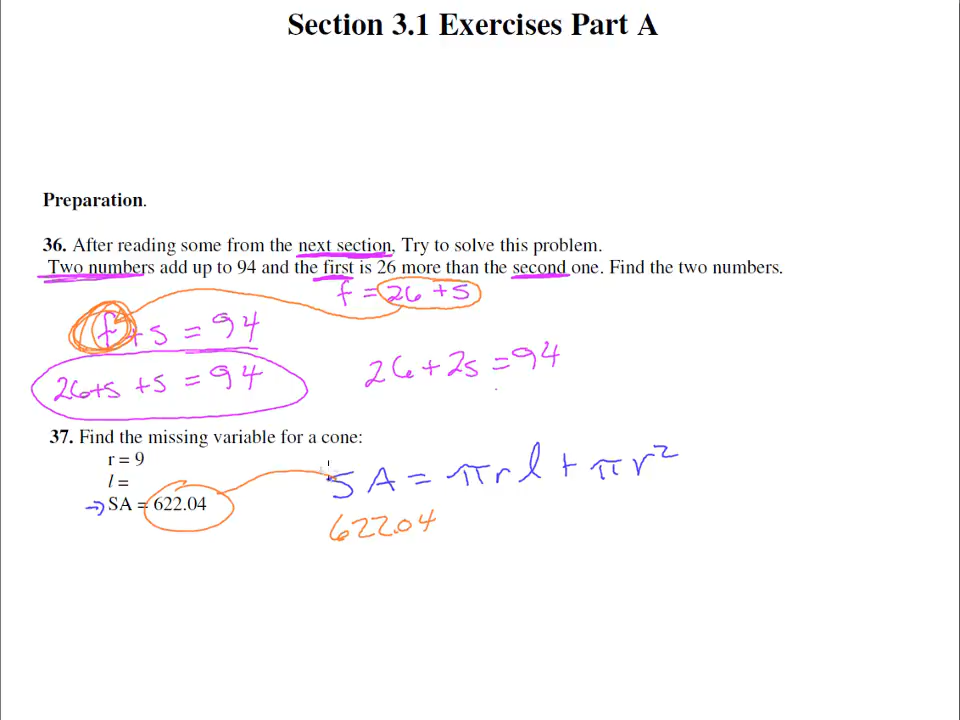 Section 3.1 Exercises Part A
Preparation.
36. After reading some from the next section, Try to solve this problem.
Two numbers add up to 94 and the first is 26 more than the second one. Find the two numbers.
f = 26 + s
f + s = 94
26+s + s = 94
26 + 2s = 94
37. Find the missing variable for a cone:
r = 9
l =
→ SA = 622.04
SA = πrl + πr²
622.04